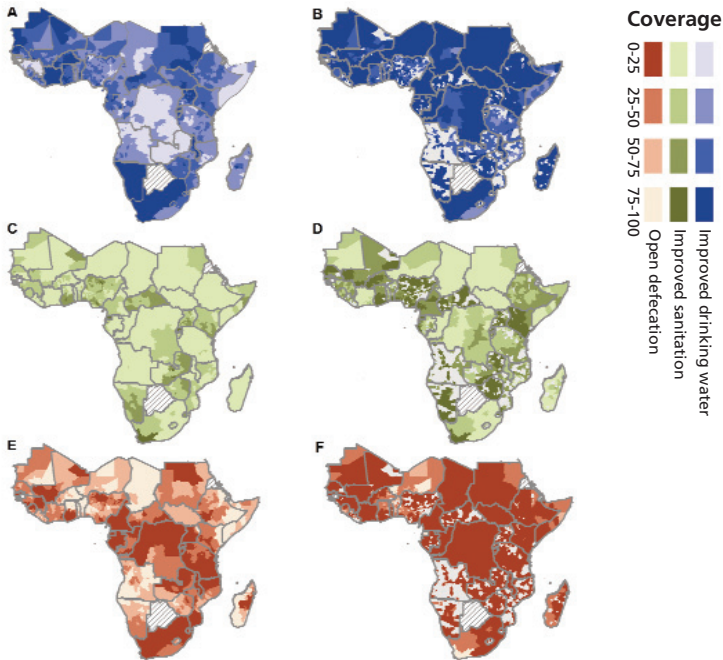 A
B
Coverage
0-25
25-50
50-75
75-100
Open defecation
Improved sanitation
Improved drinking water
C
D
E
F